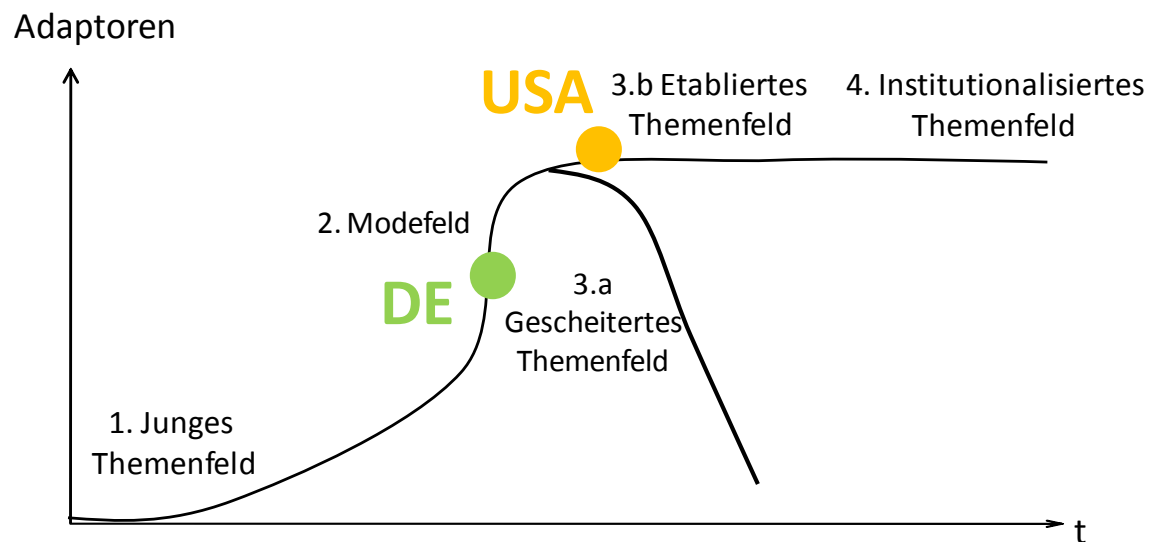 Adaptoren
USA
3.b Etabliertes
Themenfeld
4. Institutionalisiertes
Themenfeld
2. Modefeld
DE
3.a
Gescheitertes
Themenfeld
1. Junges
Themenfeld
t